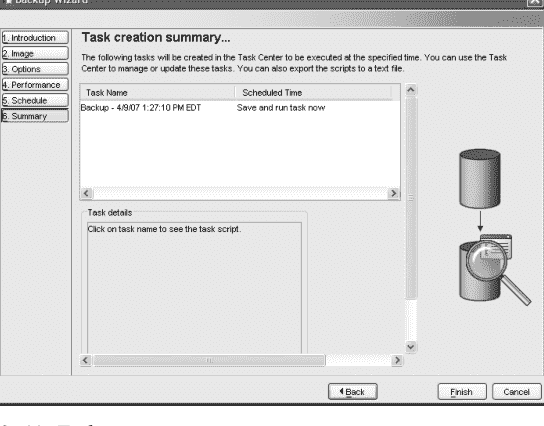 Backup Wizard
Task creation summary...
1. Introduction
2. Image
3. Options
4. Performance
5. Schedule
6. Summary
The following tasks will be created in the Task Center to be executed at the specified time. You can use the Task
Center to manage or update these tasks. You can also export the scripts to a text file.
Task Name Scheduled Time
Backup - 4/9/07 1:27:10 PM EDT Save and run task now
Task details
Click on task name to see the task script.
Back Finish Cancel